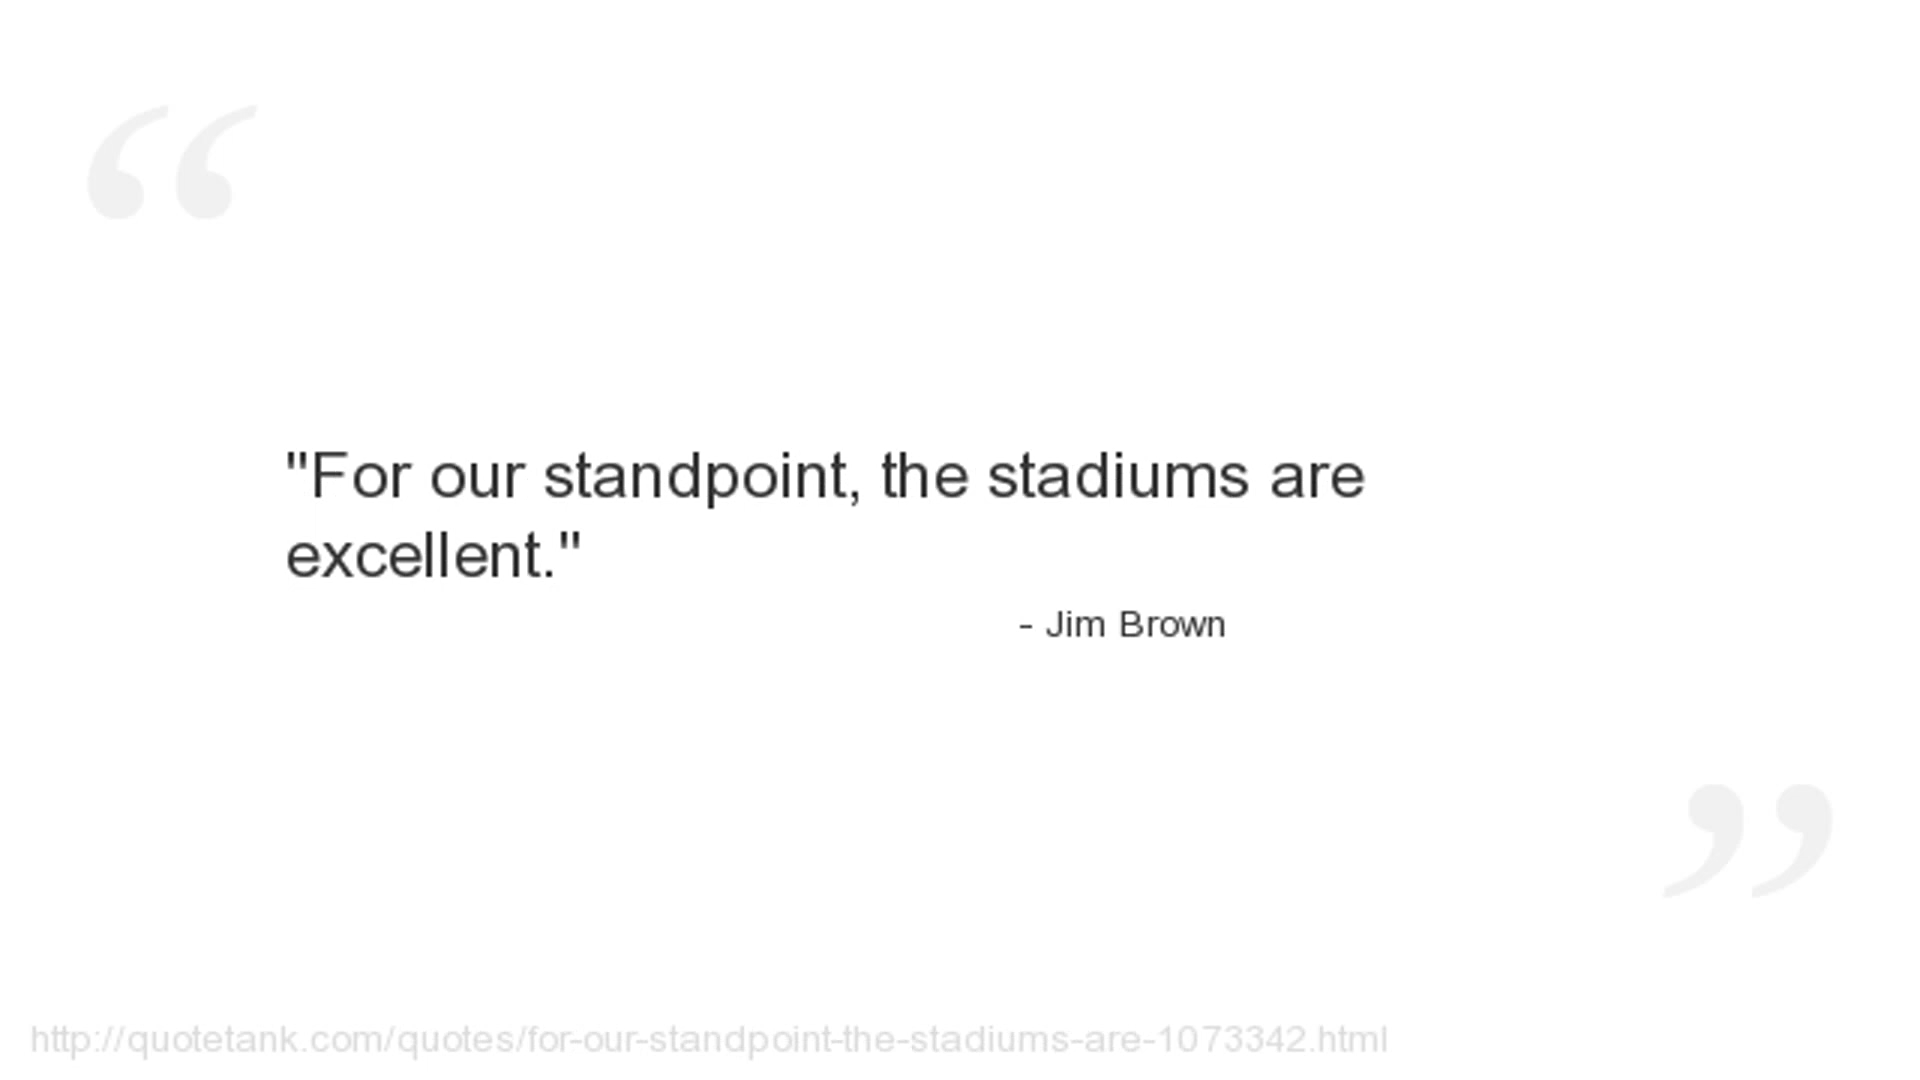 "For our standpoint, the stadiums are
excellent."
- Jim Brown
http://quotetank.com/quotes/for-our-standpoint-the-stadiums-are-1073342.html